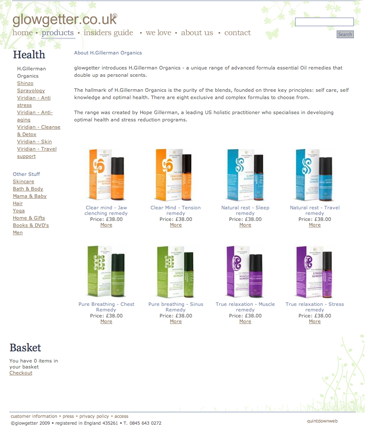 glowgetter.co.uk
home • products • insiders guide • we love • about us • contact
Search
Health
H.Gillerman
Organics
Shinso
Sprayology
Viridian - Anti
stress
Viridian - Anti-
aging
Viridian - Cleanse
& Detox
Viridian - Skin
Viridian - Travel
support
Other Stuff
Skincare
Bath & Body
Mama & Baby
Hair
Yoga
Home & Gifts
Books & DVD's
Men
About H.Gillerman Organics
glowgetter introduces H.Gillerman Organics - a unique range of advanced formula essential Oil remedies that
double up as personal scents.
The hallmark of H.Gillerman Organics is the purity of the blends, founded on three key principles: self care, self
knowledge and optimal health. There are eight exclusive and complex formulas to choose from.
The range was created by Hope Gillerman, a leading US holistic practitioner who specialises in developing
optimal health and stress reduction programs.
Clear mind - Jaw
clenching remedy
Price: £38.00
More
Clear Mind - Tension
remedy
Price: £38.00
More
Natural rest - Sleep
remedy
Price: £38.00
More
Natural rest - Travel
remedy
Price: £38.00
More
Pure Breathing - Chest
Remedy
Price: £38.00
More
Pure breathing - Sinus
Remedy
Price: £38.00
More
True relaxation - Muscle
remedy
Price: £38.00
More
True relaxation - Stress
remedy
Price: £38.00
More
Basket
You have 0 items in
your basket
Checkout
customer information • press • privacy policy • access
©glowgetter 2009 • registered in England 435261 • T. 0845 643 0272